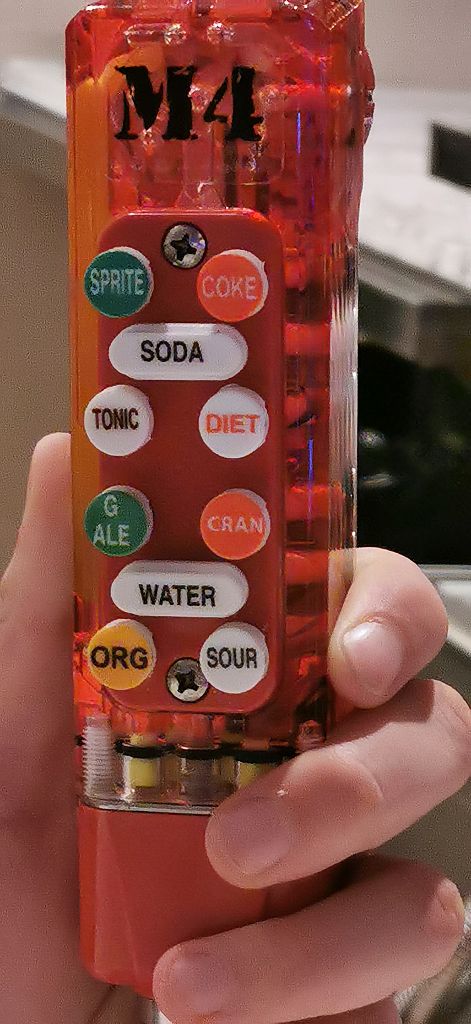 M4
SPRITE COKE
SODA
TONIC DIET
G
ALE
CRAN
WATER
ORG SOUR